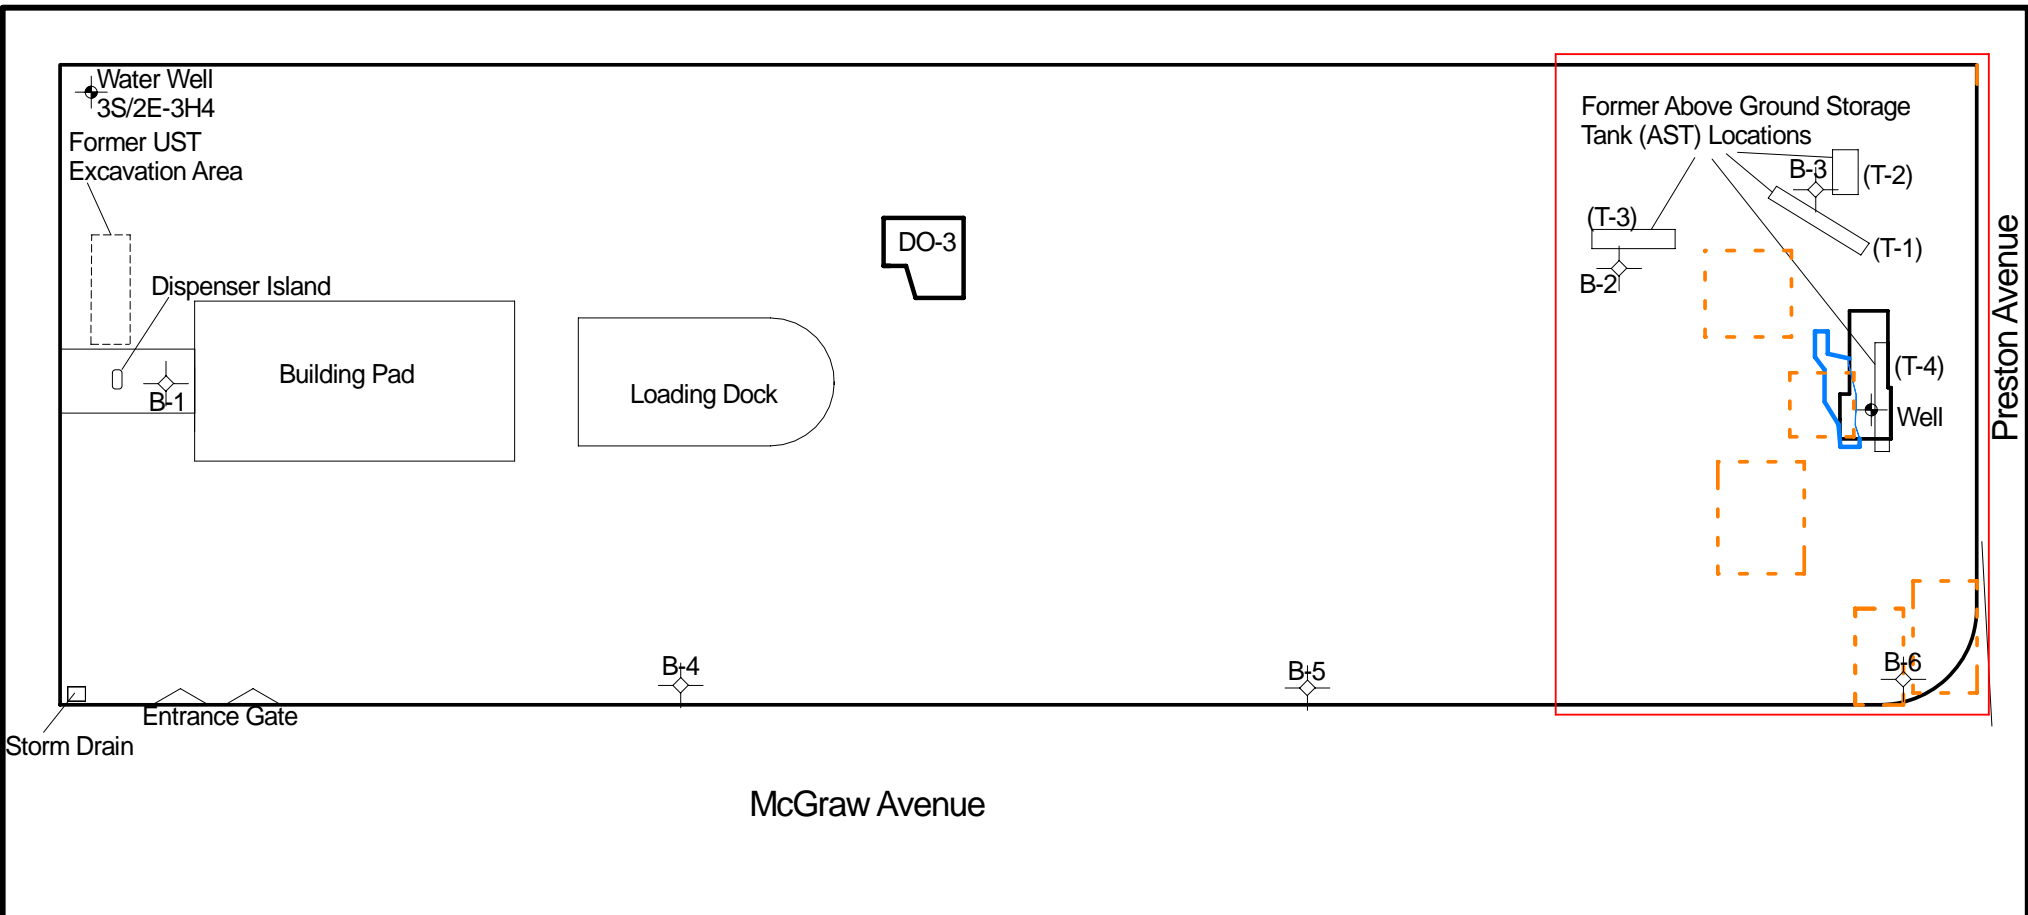 Water Well
3S/2E-3H4
Former UST
Excavation Area
Dispenser Island
B-1
Building Pad
Loading Dock
DO-3
Former Above Ground Storage
Tank (AST) Locations
B-3
(T-2)
(T-3)
(T-1)
B-2
(T-4)
Well
Preston Avenue
B-4
B-5
B-6
Entrance Gate
Storm Drain
McGraw Avenue